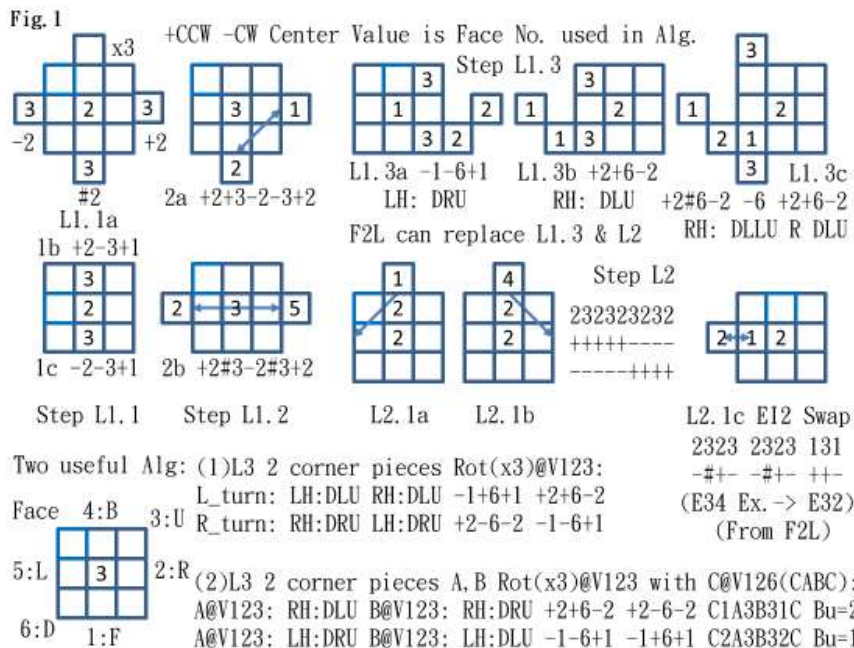 Fig.1
+CCW -CW Center Value is Face No. used in Alg.
x3
Step L1.3
3 2 3
-2 +2
3
#2
L1.1a
3 1
2
2a +2+3-2-3+2
3
1 2
3 2
L1.3a -1-6+1
LH: DRU
3
1 2
1 3
L1.3b +2+6-2
RH: DLU
3
1 2
2 1
3
L1.3c
+2#6-2 -6 +2+6-2
RH: DLLU R DLU
F2L can replace L1.3 & L2
1b +2-3+1
3
2
3
1c -2-3+1
Step L1.1
2 3 5
2b +2#3-2#3+2
Step L1.2
1
2
2
L2.1a
4
2
2
L2.1b
Step L2
232323232
+++++----
-----++++
2 1 2
L2.1c EI2 Swap
2323 2323 131
-#+- -#+- ++-
(E34 Ex. -> E32)
(From F2L)
Two useful Alg: (1)L3 2 corner pieces Rot(x3)@V123:
L_turn: LH:DLU RH:DLU -1+6+1 +2+6-2
R_turn: RH:DRU LH:DRU +2-6-2 -1-6+1
Face 4:B 3:U
5:L 3 2:R
6:D 1:F
(2)L3 2 corner pieces A,B Rot(x3)@V123 with C@V126(CABC):
A@V123: RH:DLU B@V123: RH:DRU +2+6-2 +2-6-2 C1A3B31C Bu=2
A@V123: LH:DRU B@V123: LH:DLU -1-6+1 -1+6+1 C2A3B32C Bu=1